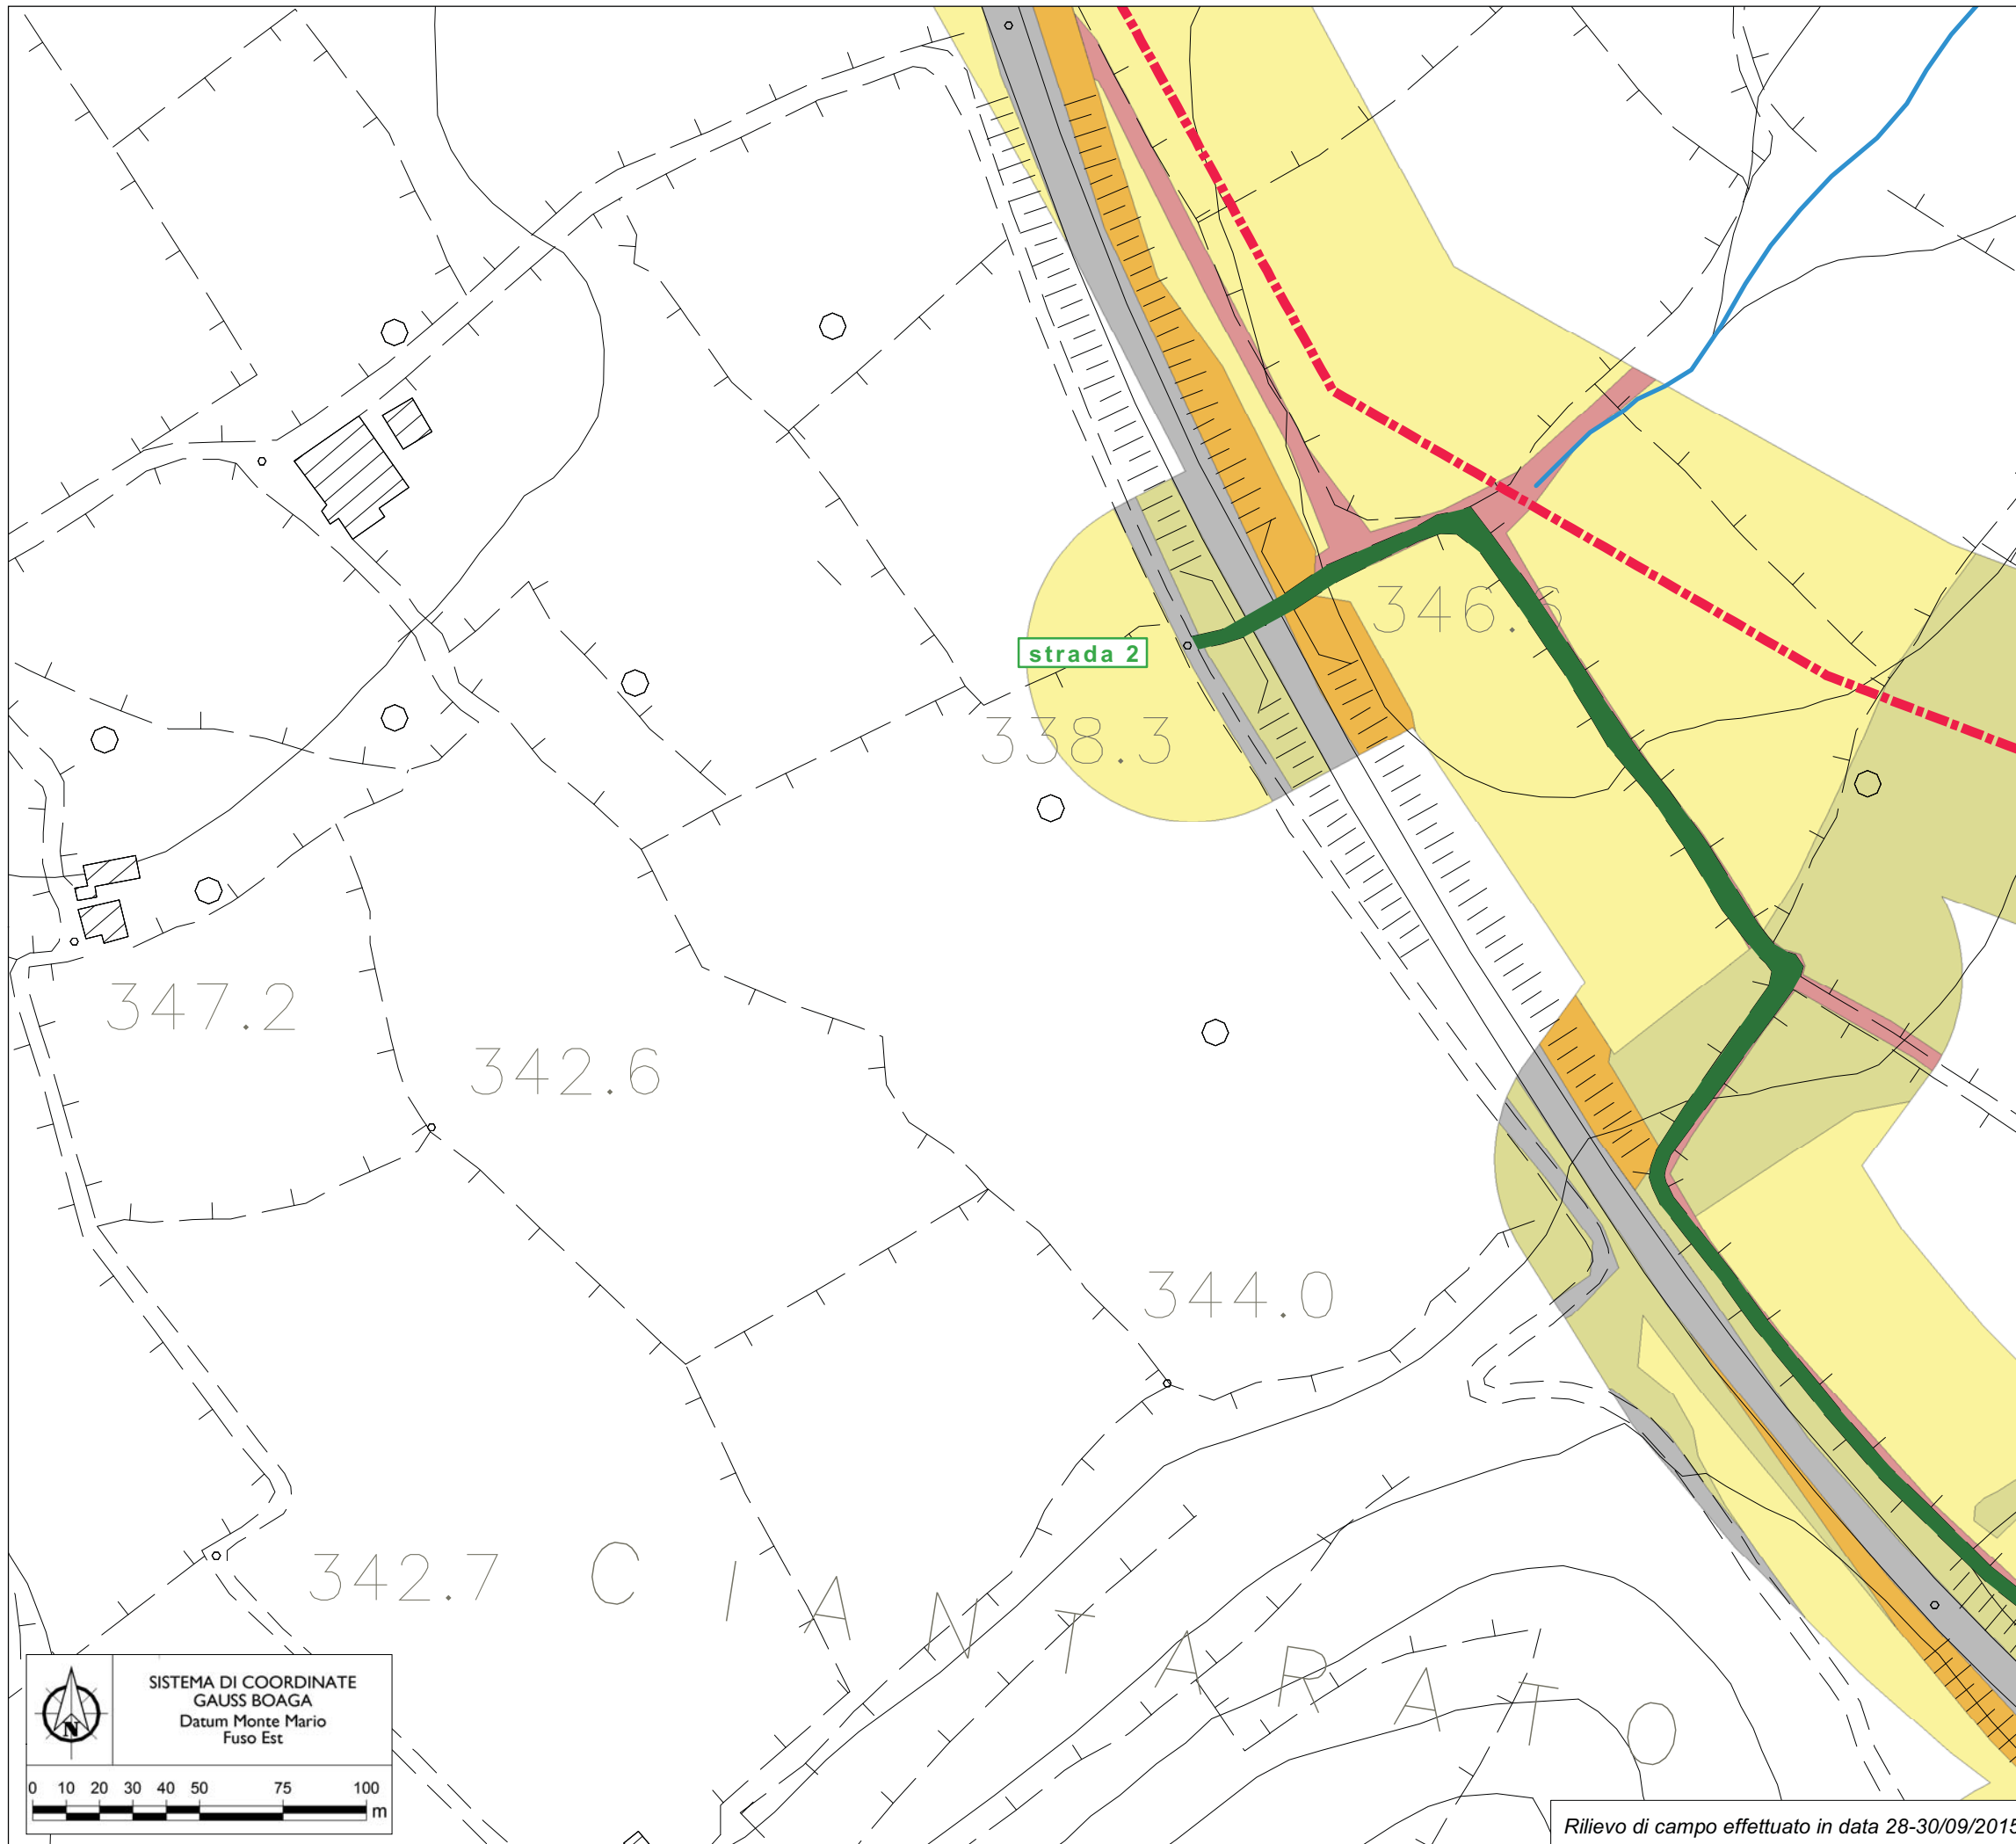 346.6
strada 2
338.3
347.2
342.6
344.0
342.7
CIANTARATO
SISTEMA DI COORDINATE
GAUSS BOAGA
Datum Monte Mario
Fuso Est
N
0 10 20 30 40 50 75 100
m
Rilievo di campo effettuato in data 28-30/09/2015